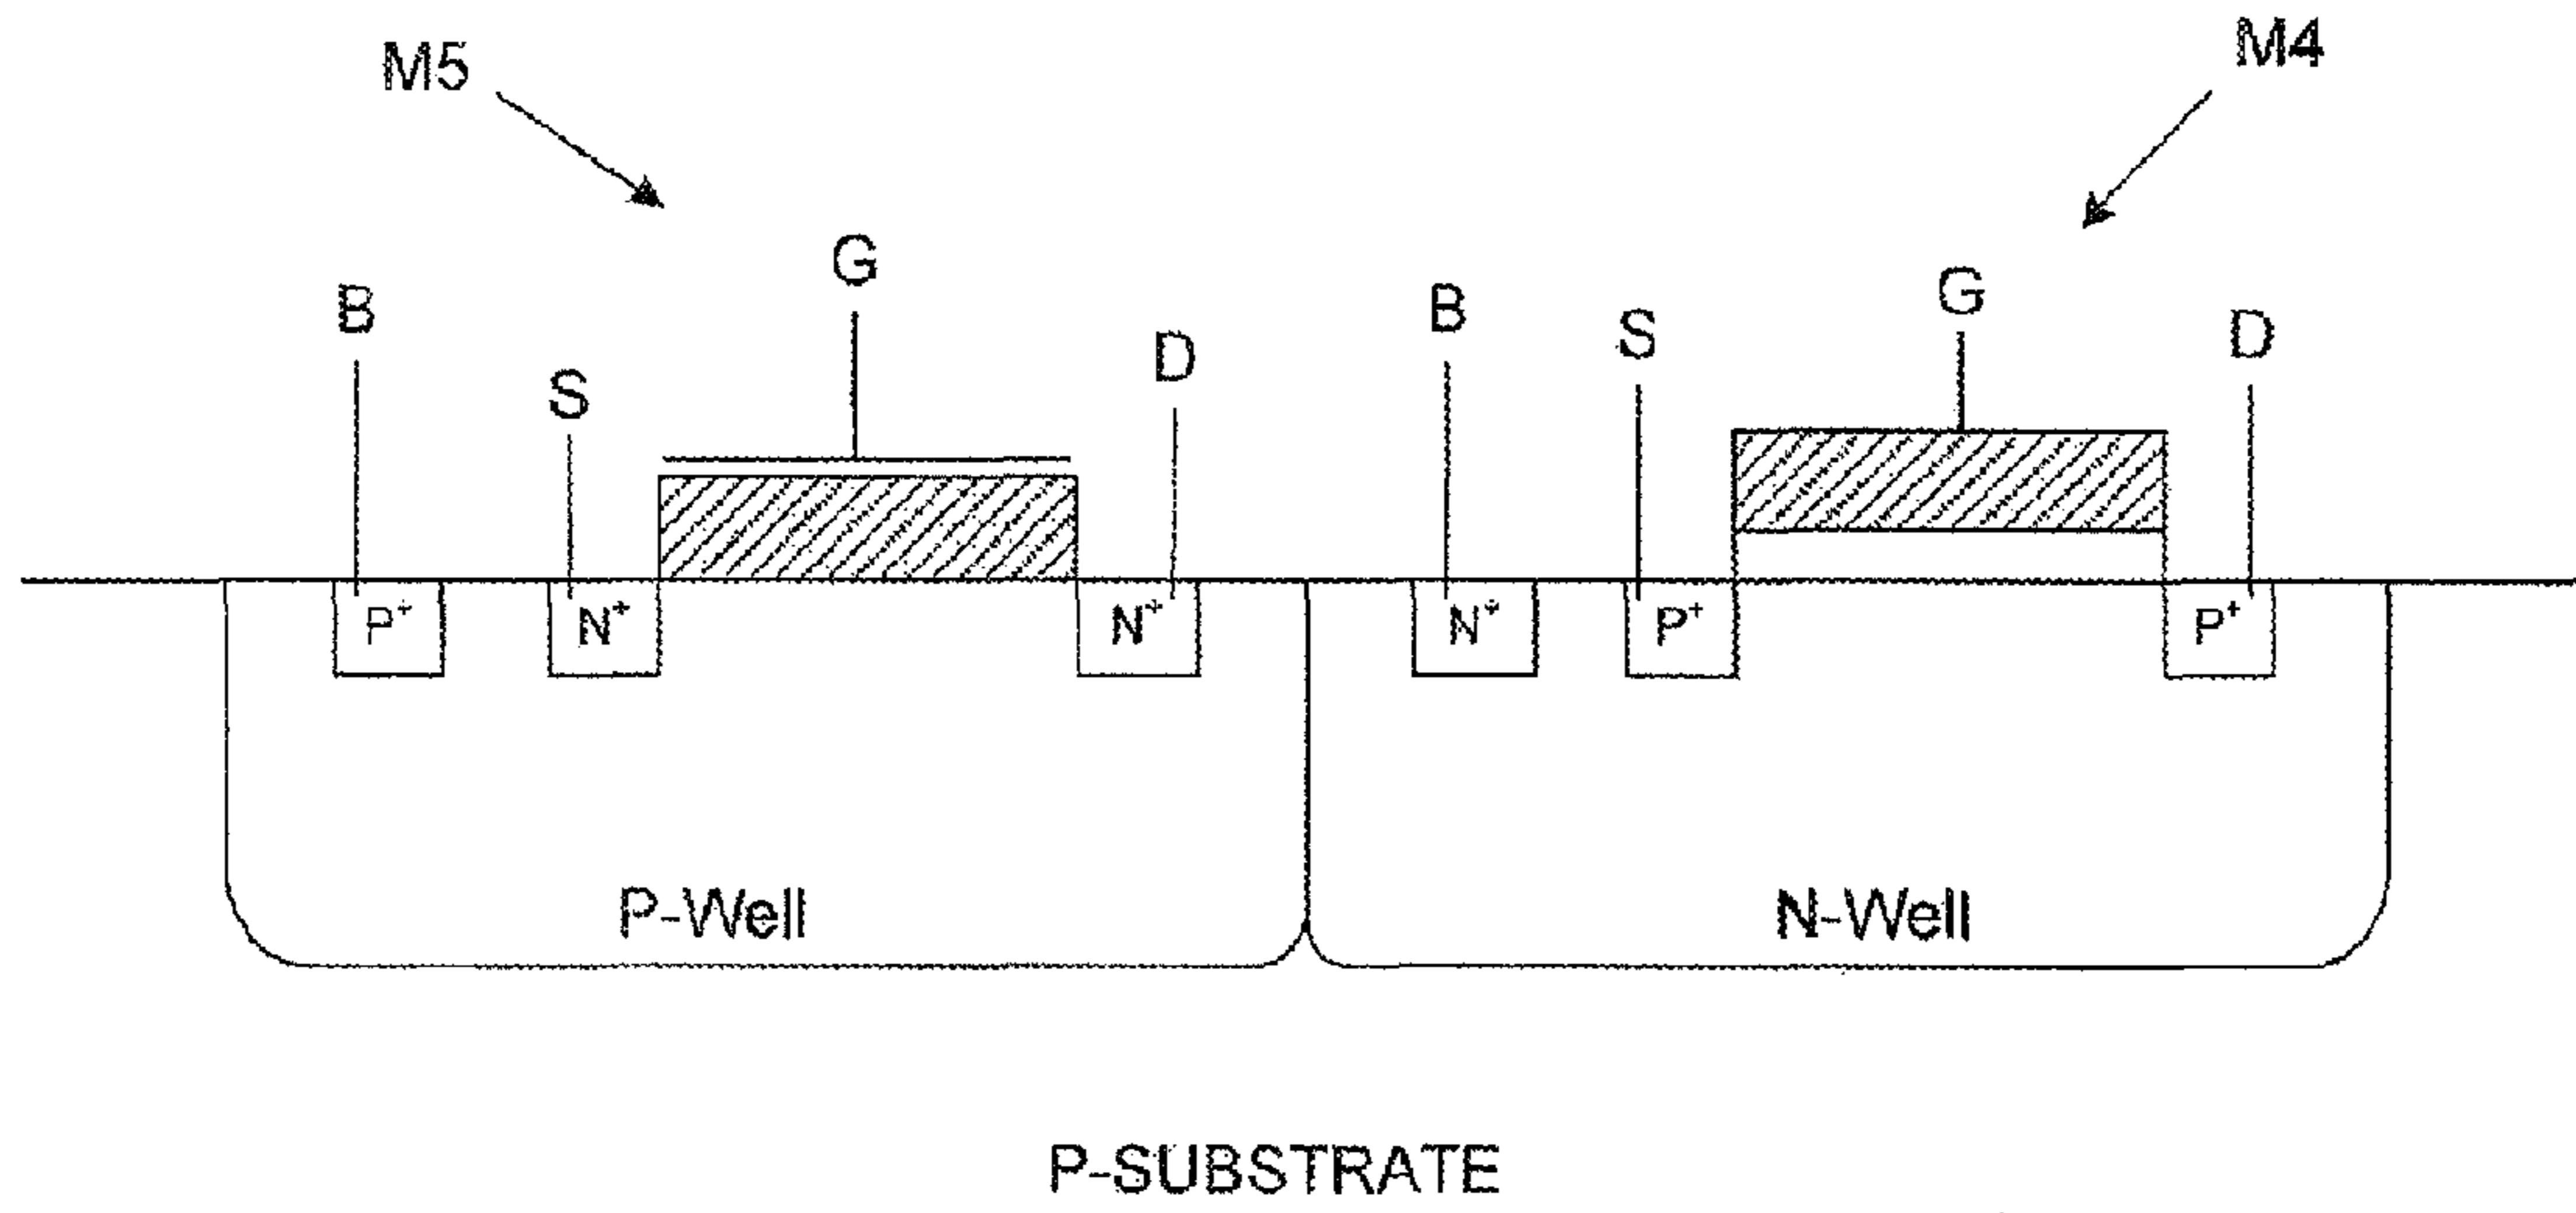 M5
M4
G
B
S
D
B
S
G
D
P+
N+
N+
N+
P+
P+
P-Well
N-Well
P-SUBSTRATE